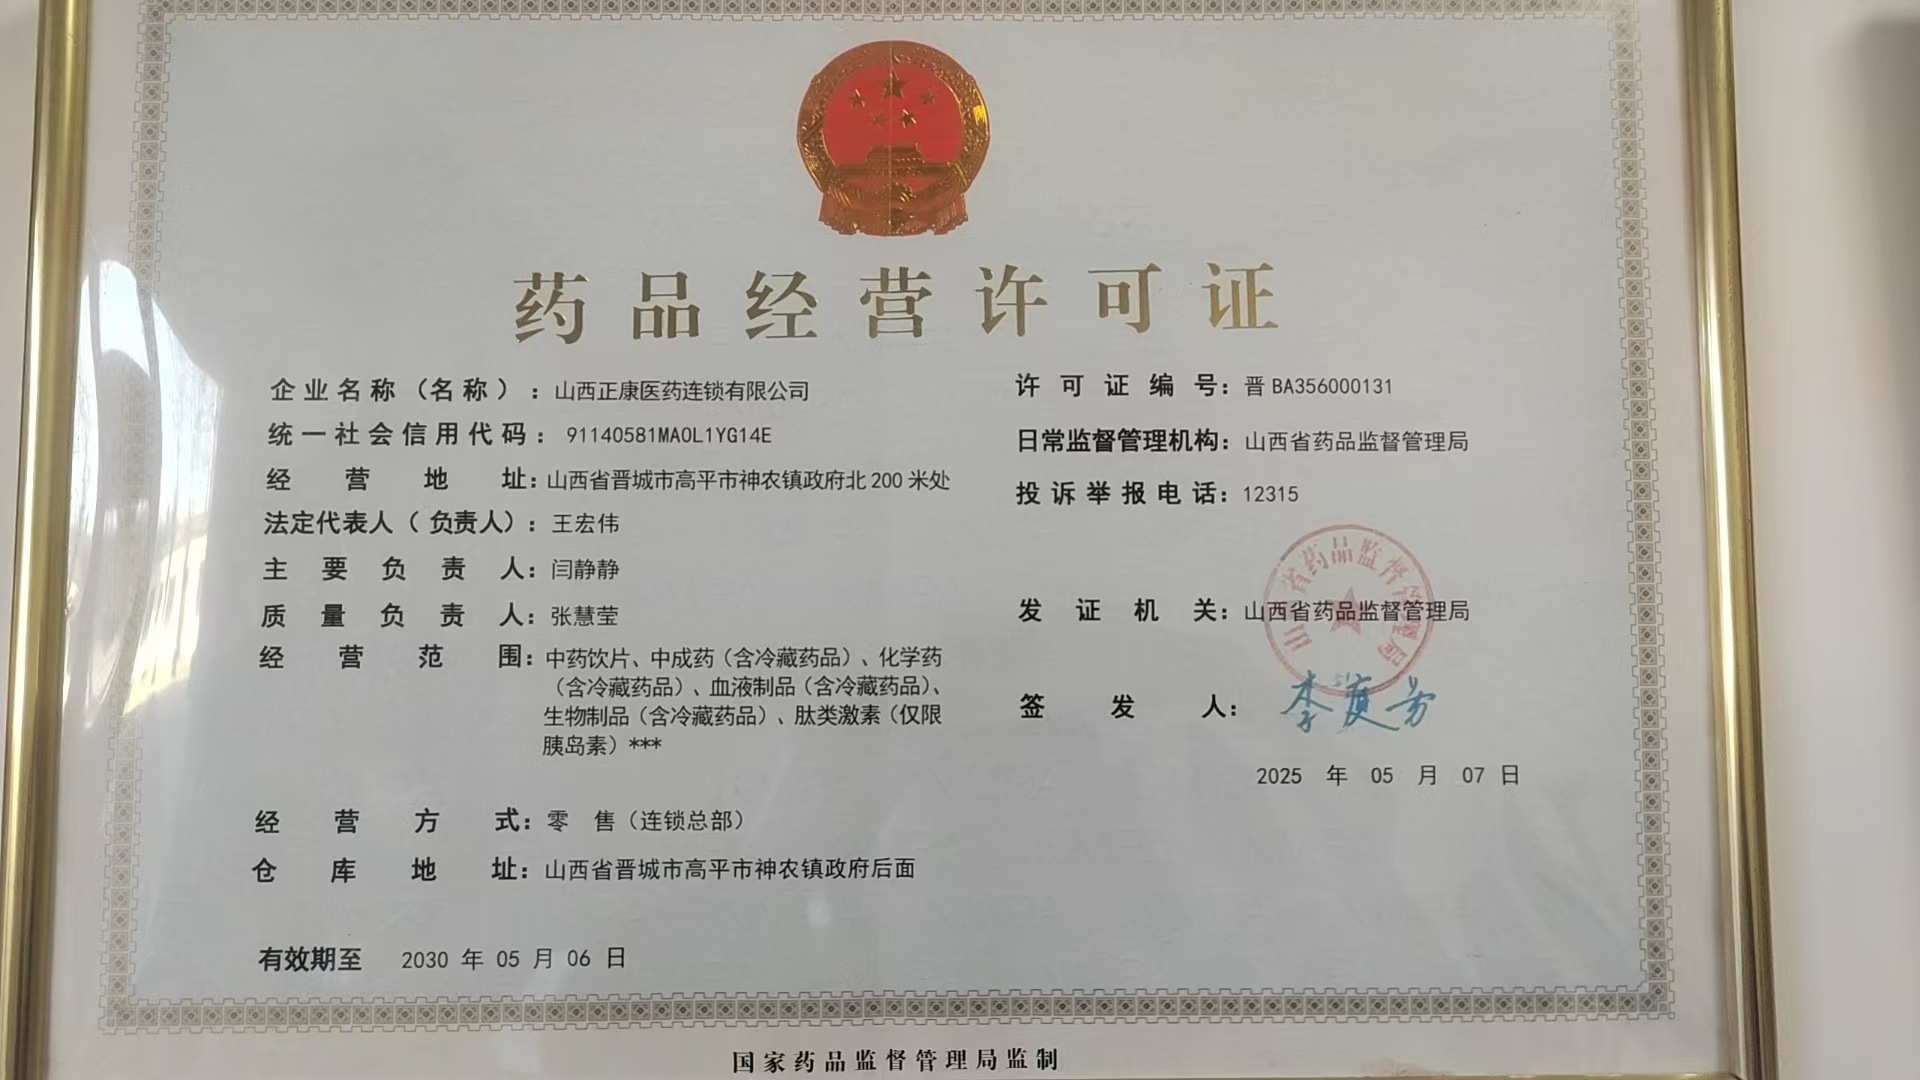 药品经营许可证
企业名称（名称）：山西正康医药连锁有限公司
统一社会信用代码：91140581MA0L1YG14E
经营地址：山西省晋城市高平市神农镇政府北200米处
法定代表人（负责人）：王宏伟
主要负责人：闫静静
质量负责人：张慧莹
经营范围：中药饮片、中成药（含冷藏药品）、化学药
（含冷藏药品）、血液制品（含冷藏药品）、
生物制品（含冷藏药品）、肽类激素（仅限
胰岛素）***
经营方式：零 售（连锁总部）
仓库地址：山西省晋城市高平市神农镇政府后面
有效期至 2030 年 05 月 06 日
许可证编号：晋BA356000131
日常监督管理机构：山西省药品监督管理局
投诉举报电话：12315
发证机关：山西省药品监督管理局
山西省药品监督管理局
签发人：
2025 年 05 月 07 日
国家药品监督管理局监制